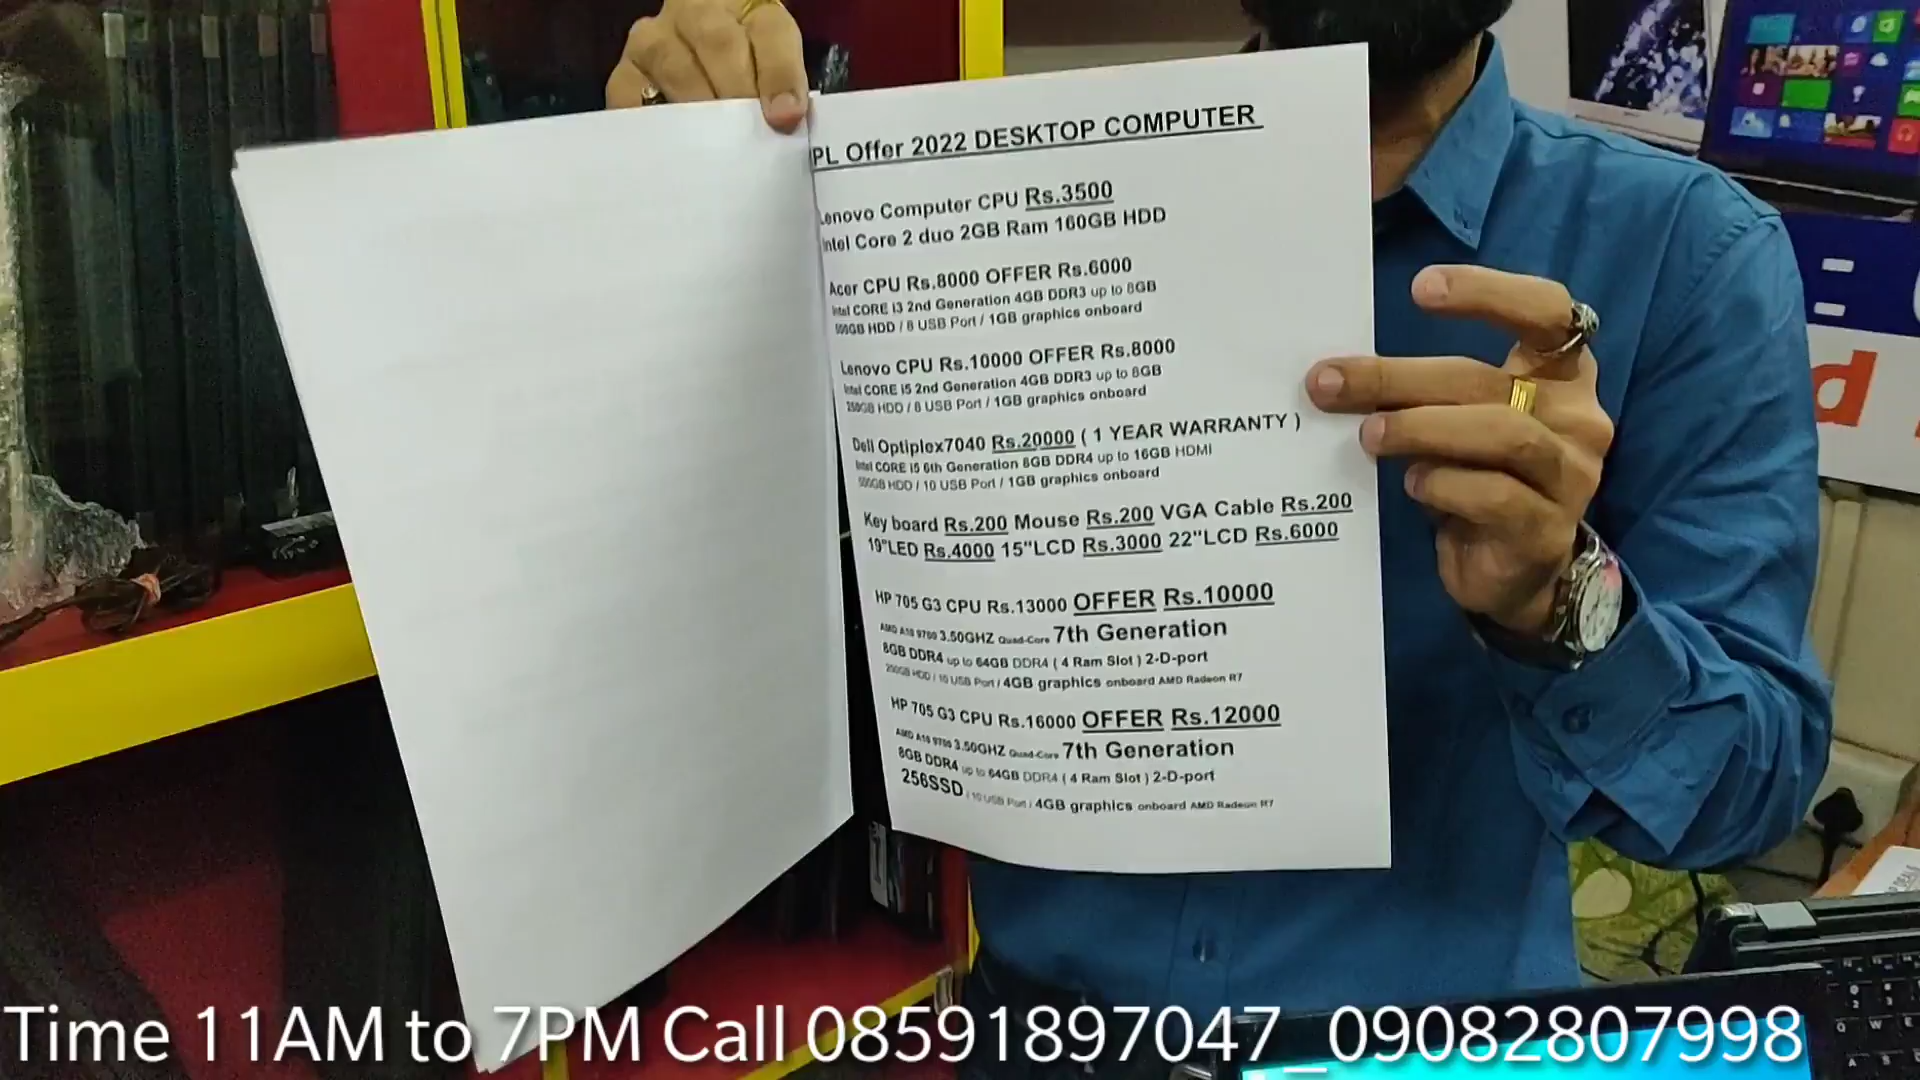 PL Offer 2022 DESKTOP COMPUTER
Lenovo Computer CPU Rs.3500
Intel Core 2 duo 2GB Ram 160GB HDD
Acer CPU Rs.8000 OFFER Rs.6000
Intel CORE i3 2nd Generation 4GB DDR3 up to 8GB
500GB HDD / 8 USB Port / 1GB graphics onboard
Lenovo CPU Rs.10000 OFFER Rs.8000
Intel CORE i5 2nd Generation 4GB DDR3 up to 8GB
250GB HDD / 8 USB Port / 1GB graphics onboard
Dell Optiplex7040 Rs.20000 ( 1 YEAR WARRANTY )
Intel CORE i5 6th Generation 8GB DDR4 up to 16GB HDMI
500GB HDD / 10 USB Port / 1GB graphics onboard
Key board Rs.200 Mouse Rs.200 VGA Cable Rs.200
19"LED Rs.4000 15"LCD Rs.3000 22"LCD Rs.6000
HP 705 G3 CPU Rs.13000 OFFER Rs.10000
AMD A10 9700 3.50GHZ Quad-Core 7th Generation
8GB DDR4 up to 64GB DDR4 ( 4 Ram Slot ) 2-D-port
250GB HDD / 10 USB Port / 4GB graphics onboard AMD Radeon R7
HP 705 G3 CPU Rs.16000 OFFER Rs.12000
AMD A10 9700 3.50GHZ Quad-Core 7th Generation
8GB DDR4 up to 64GB DDR4 ( 4 Ram Slot ) 2-D-port
256SSD / 10 USB Port / 4GB graphics onboard AMD Radeon R7
d
Time 11AM to 7PM Call 08591897047_09082807998